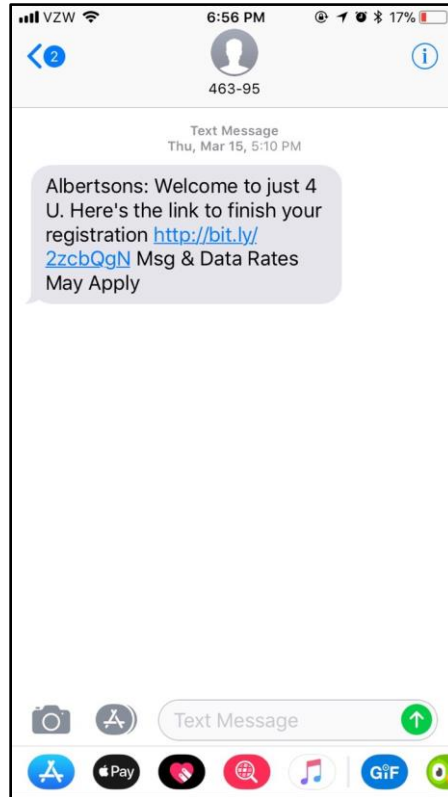 VZW 6:56 PM 17%
2
463-95
Text Message
Thu, Mar 15, 5:10 PM
Albertsons: Welcome to just 4
U. Here's the link to finish your
registration http://bit.ly/
2zcbQgN Msg & Data Rates
May Apply
Text Message
Pay GIF